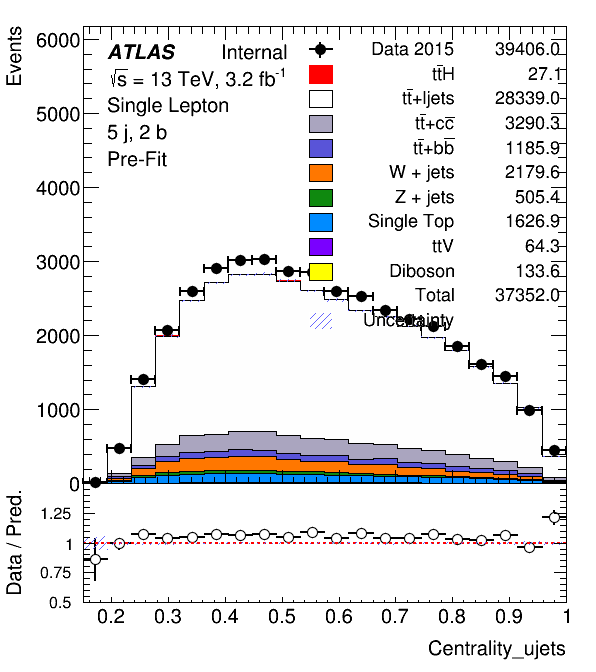 Events
6000
5000
4000
3000
2000
1000
0
ATLAS Internal
√s = 13 TeV, 3.2 fb-1
Single Lepton
5 j, 2 b
Pre-Fit
Data 2015 39406.0
tt̄H 27.1
tt̄+ljets 28339.0
tt̄+cc̄ 3290.3
tt̄+bb̄ 1185.9
W + jets 2179.6
Z + jets 505.4
Single Top 1626.9
ttV 64.3
Diboson 133.6
Total 37352.0
Uncertainty
Data / Pred.
1.25
1
0.75
0.5
0.2 0.3 0.4 0.5 0.6 0.7 0.8 0.9 1
Centrality_ujets